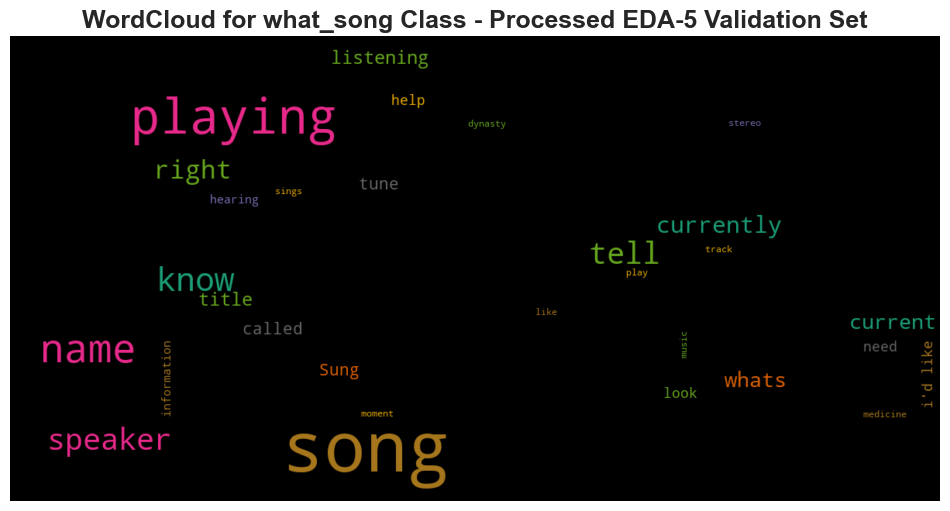 WordCloud for what_song Class - Processed EDA-5 Validation Set
listening
help
playing
dynasty
stereo
right
tune
sings
hearing
currently
tell
track
play
know
title
like
called
current
name
music
need
information
Sung
i'd like
whats
look
moment
medicine
speaker
song